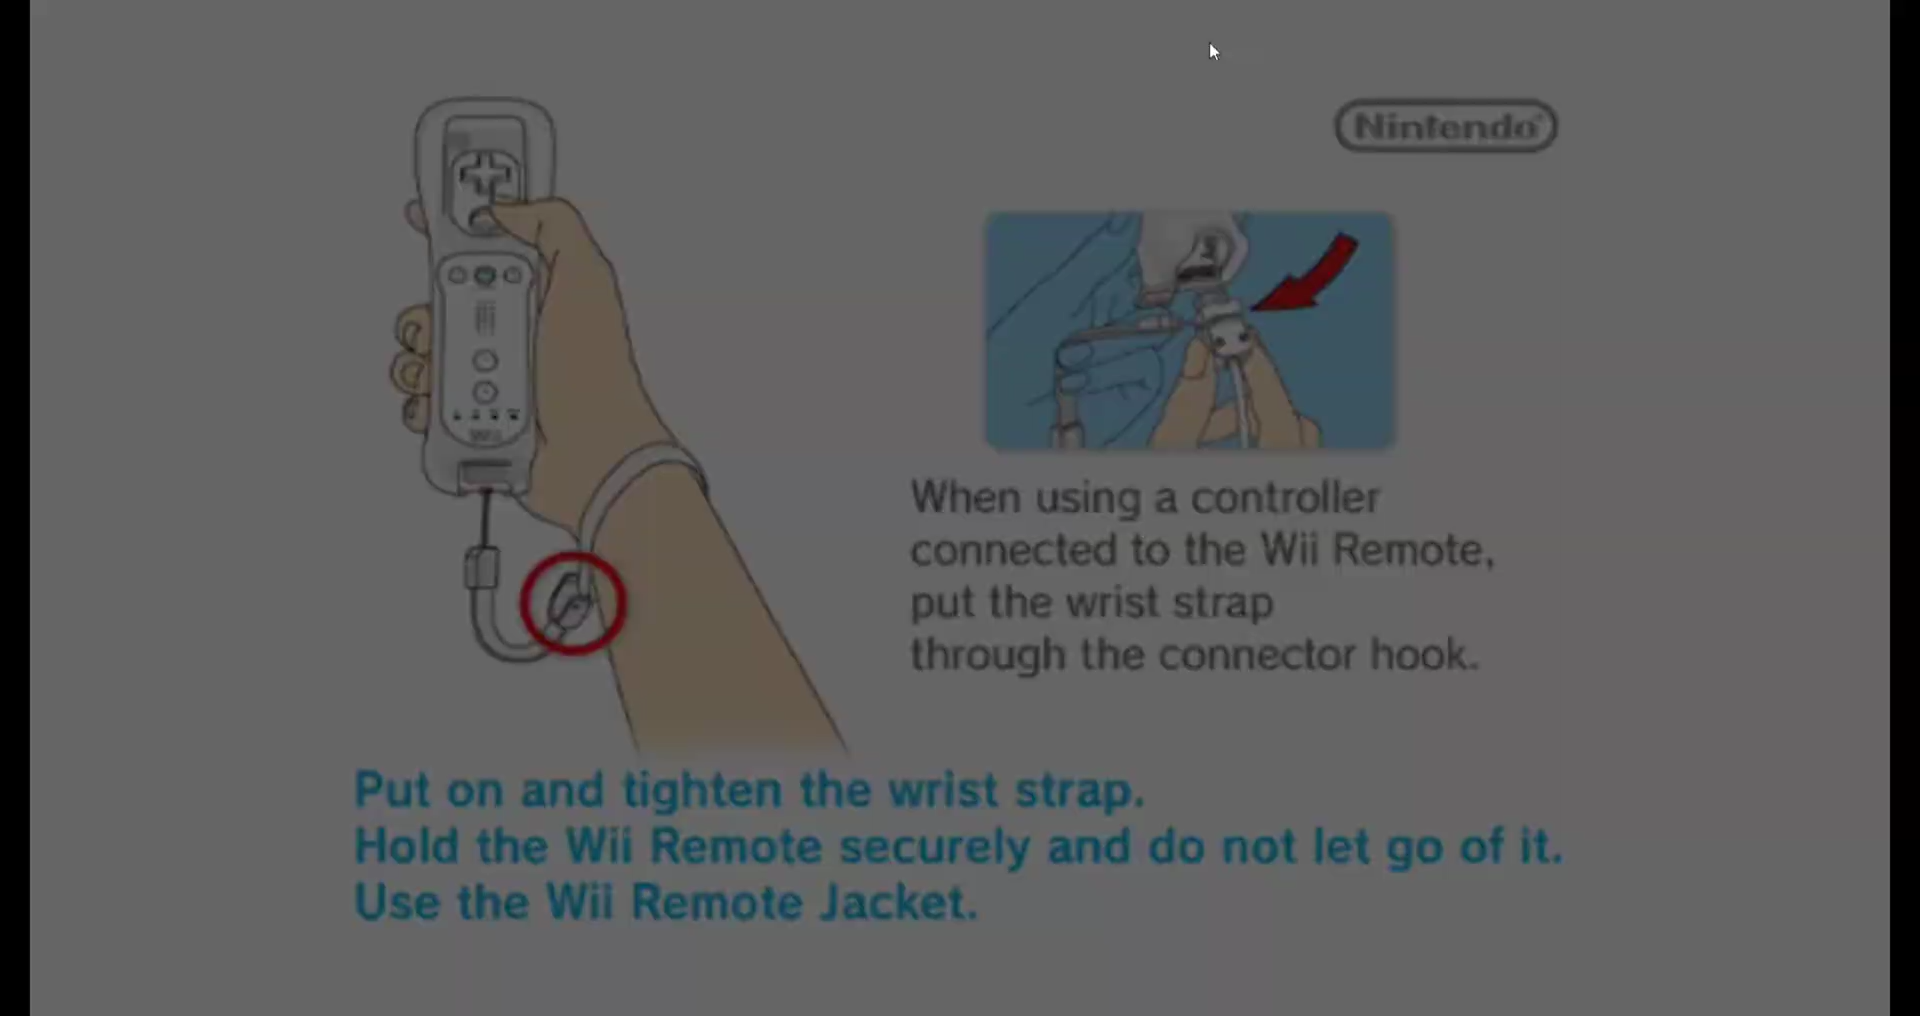 Nintendo
When using a controller
connected to the Wii Remote,
put the wrist strap
through the connector hook.
Wii
Put on and tighten the wrist strap.
Hold the Wii Remote securely and do not let go of it.
Use the Wii Remote Jacket.